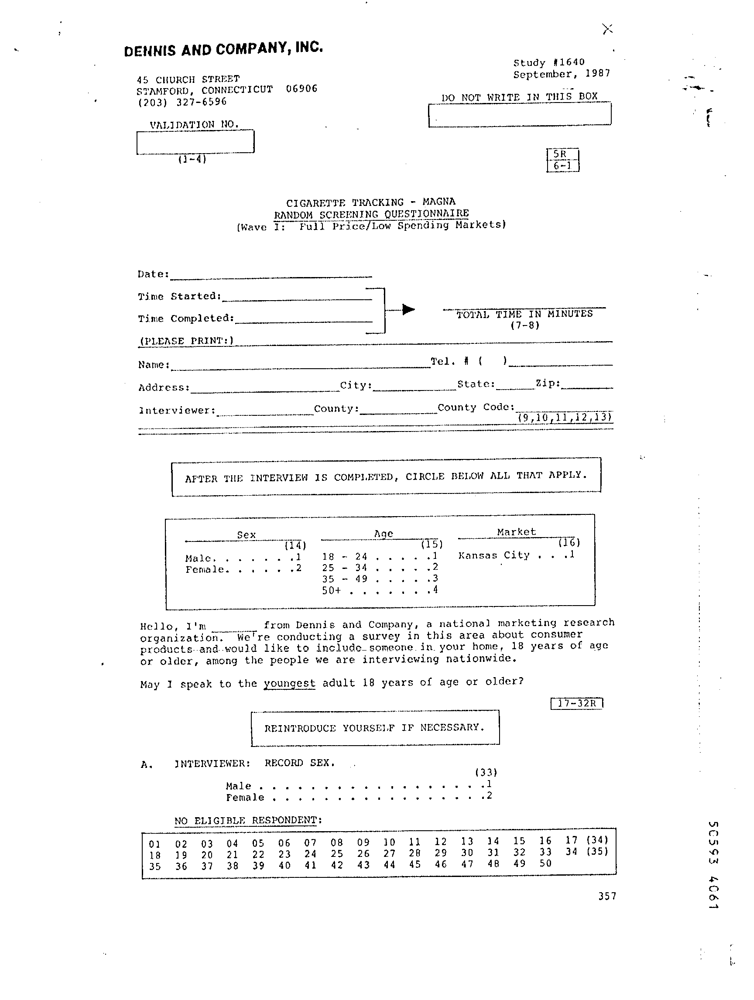 DENNIS AND COMPANY, INC.
Study #1640
September, 1987
45 CHURCH STREET
STAMFORD, CONNECTICUT 06906
(203) 327-6596
DO NOT WRITE IN THIS BOX
VALIDATION NO.
(1-4)
5R
6-1
CIGARETTE TRACKING - MAGNA
RANDOM SCREENING QUESTIONNAIRE
(Wave I: Full Price/Low Spending Markets)
Date:
Time Started:
Time Completed:
TOTAL TIME IN MINUTES
(7-8)
(PLEASE PRINT:)
Name: Tel. # ( )
Address: City: State: Zip:
Interviewer: County: County Code:
(9,10,11,12,13)
AFTER THE INTERVIEW IS COMPLETED, CIRCLE BELOW ALL THAT APPLY.
Sex Age Market
(14) (15) (16)
Male. . . . . . .1 18 - 24 . . . . .1 Kansas City . . .1
Female. . . . . .2 25 - 34 . . . . .2
35 - 49 . . . . .3
50+ . . . . . . .4
Hello, I'm ______ from Dennis and Company, a national marketing research
organization. We're conducting a survey in this area about consumer
products and would like to include someone in your home, 18 years of age
or older, among the people we are interviewing nationwide.
May I speak to the youngest adult 18 years of age or older?
17-32R
REINTRODUCE YOURSELF IF NECESSARY.
A. INTERVIEWER: RECORD SEX.
(33)
Male . . . . . . . . . . . . . . . . . .1
Female . . . . . . . . . . . . . . . . .2
NO ELIGIBLE RESPONDENT:
01 02 03 04 05 06 07 08 09 10 11 12 13 14 15 16 17 (34)
18 19 20 21 22 23 24 25 26 27 28 29 30 31 32 33 34 (35)
35 36 37 38 39 40 41 42 43 44 45 46 47 48 49 50
357
50593 4061